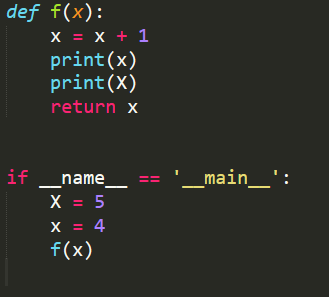 def f(x):
    x = x + 1
    print(x)
    print(X)
    return x

if __name__ == '__main__':
    X = 5
    x = 4
    f(x)